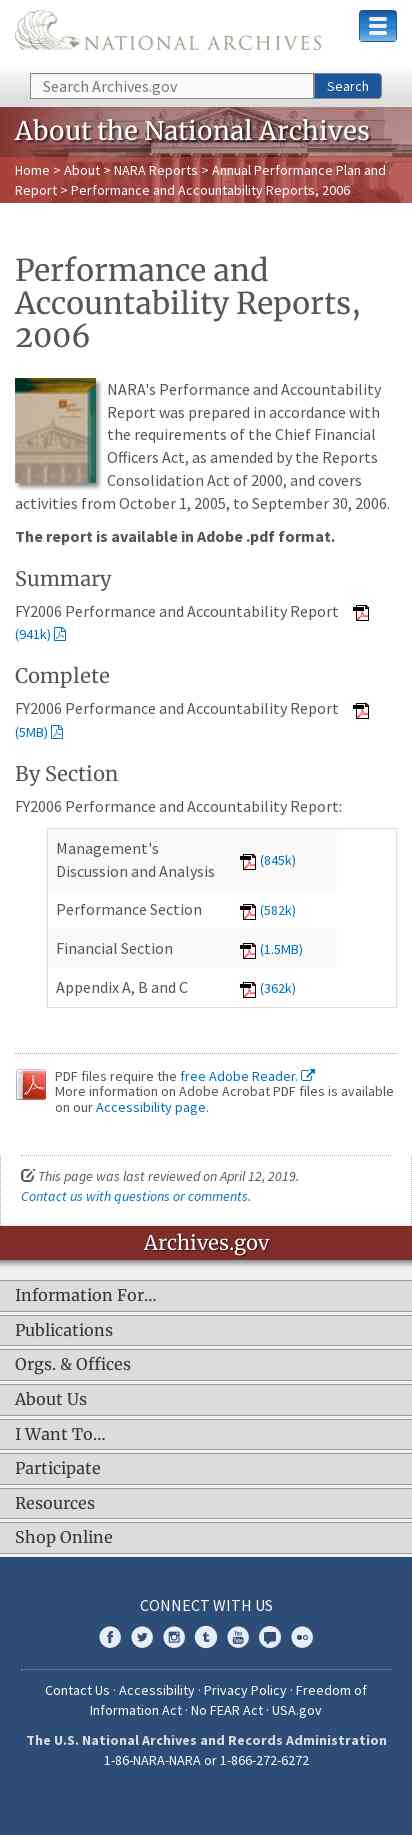 NATIONAL ARCHIVES
Search Archives.gov
Search
About the National Archives
Home > About > NARA Reports > Annual Performance Plan and
Report > Performance and Accountability Reports, 2006
Performance and
Accountability Reports,
2006
NARA's Performance and Accountability
Report was prepared in accordance with
the requirements of the Chief Financial
Officers Act, as amended by the Reports
Consolidation Act of 2000, and covers
activities from October 1, 2005, to September 30, 2006.
The report is available in Adobe .pdf format.
Summary
FY2006 Performance and Accountability Report
(941k)
Complete
FY2006 Performance and Accountability Report
(5MB)
By Section
FY2006 Performance and Accountability Report:
Management's
Discussion and Analysis (845k)
Performance Section (582k)
Financial Section (1.5MB)
Appendix A, B and C (362k)
PDF files require the free Adobe Reader.
More information on Adobe Acrobat PDF files is available
on our Accessibility page.
This page was last reviewed on April 12, 2019.
Contact us with questions or comments.
Archives.gov
Information For...
Publications
Orgs. & Offices
About Us
I Want To...
Participate
Resources
Shop Online
CONNECT WITH US
Contact Us · Accessibility · Privacy Policy · Freedom of
Information Act · No FEAR Act · USA.gov
The U.S. National Archives and Records Administration
1-86-NARA-NARA or 1-866-272-6272